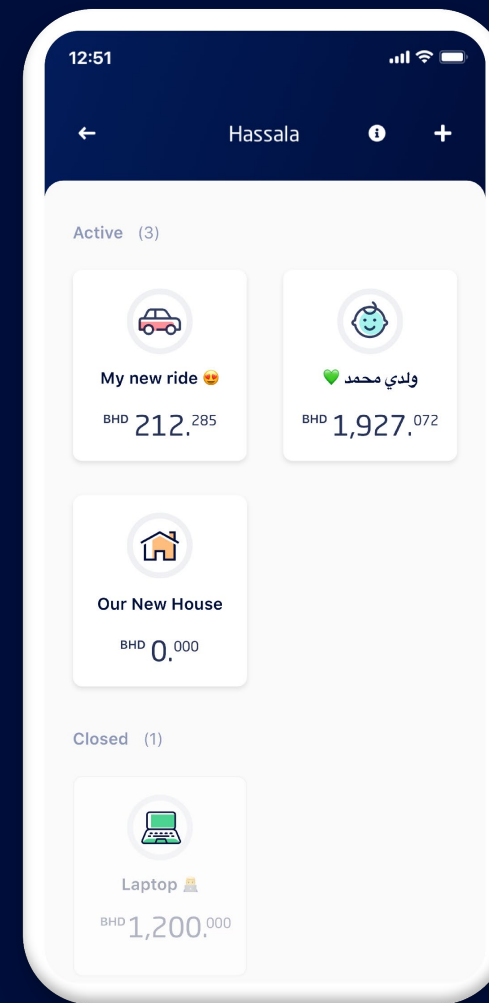 12:51
Hassala
Active (3)
My new ride 😍
BHD 212.285
ولدي محمد 💚
BHD 1,927.072
Our New House
BHD 0.000
Closed (1)
Laptop 👩🏼‍💻
BHD 1,200.000